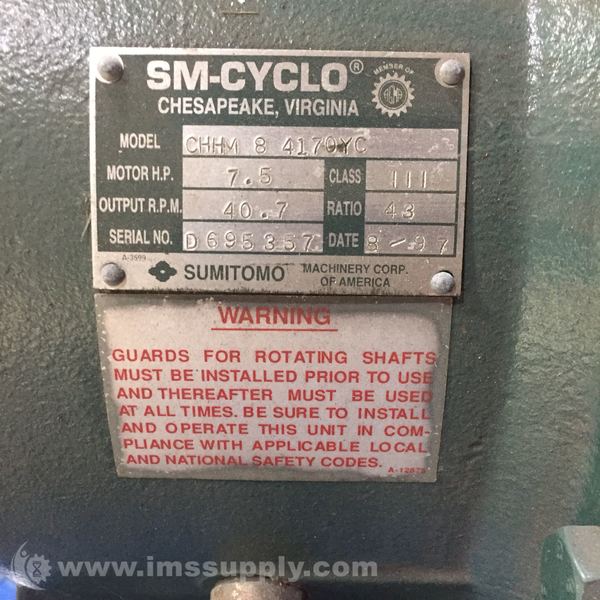 SM-CYCLO®
MEMBER OF
AGMA
CHESAPEAKE, VIRGINIA
MODEL CHHM 8 4170YC
MOTOR H.P. 7.5 CLASS III
OUTPUT R.P.M. 40.7 RATIO 43
SERIAL NO. D695357 DATE 8-97
A-3599
SUMITOMO MACHINERY CORP.
OF AMERICA
WARNING
GUARDS FOR ROTATING SHAFTS
MUST BE INSTALLED PRIOR TO USE
AND THEREAFTER MUST BE USED
AT ALL TIMES. BE SURE TO INSTALL
AND OPERATE THIS UNIT IN COM-
PLIANCE WITH APPLICABLE LOCAL
AND NATIONAL SAFETY CODES.
www.imssupply.com